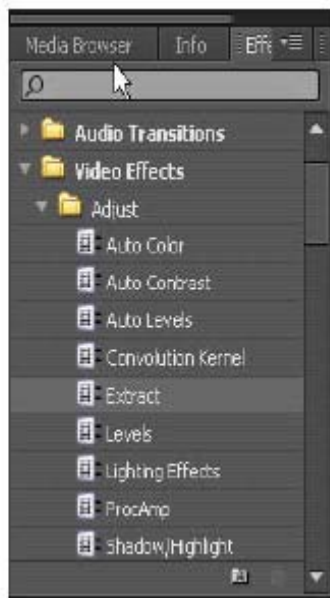 Media Browser Info Effe
Audio Transitions
Video Effects
Adjust
Auto Color
Auto Contrast
Auto Levels
Convolution Kernel
Extract
Levels
Lighting Effects
ProcAmp
Shadow/Highlight